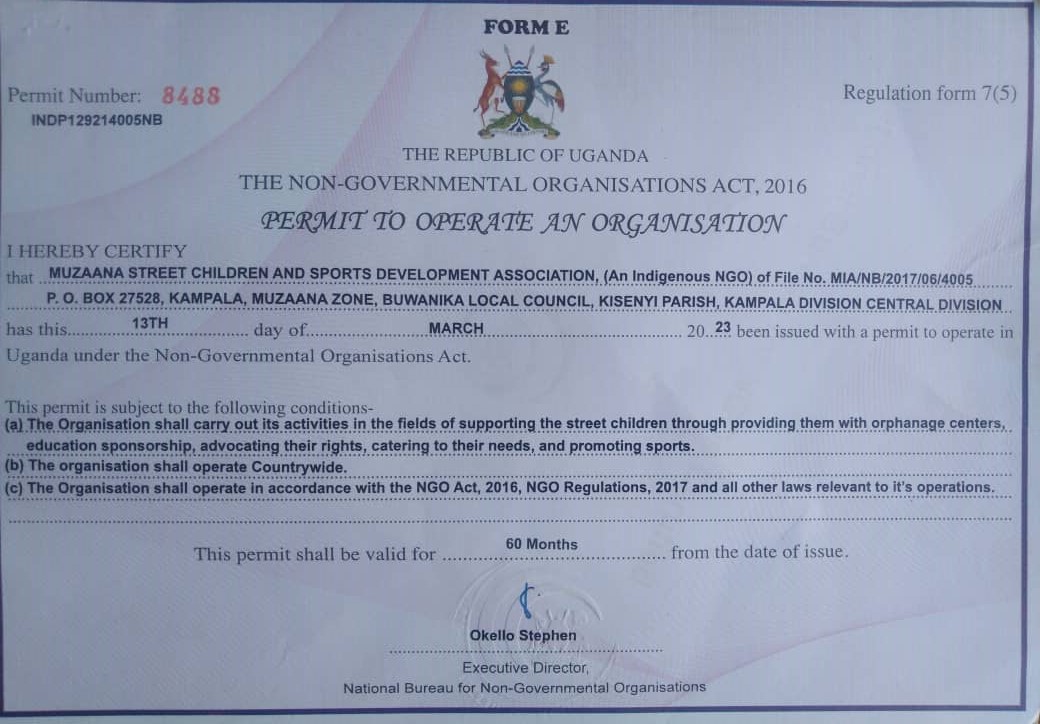 FORM E
Permit Number: 8488
Regulation form 7(5)
INDP129214005NB
THE REPUBLIC OF UGANDA
THE NON-GOVERNMENTAL ORGANISATIONS ACT, 2016
PERMIT TO OPERATE AN ORGANISATION
I HEREBY CERTIFY
that MUZAANA STREET CHILDREN AND SPORTS DEVELOPMENT ASSOCIATION, (An Indigenous NGO) of File No. MIA/NB/2017/06/4005
P. O. BOX 27528, KAMPALA, MUZAANA ZONE, BUWANIKA LOCAL COUNCIL, KISENYI PARISH, KAMPALA DIVISION CENTRAL DIVISION
has this 13TH day of MARCH 20 23 been issued with a permit to operate in
Uganda under the Non-Governmental Organisations Act.
This permit is subject to the following conditions-
(a) The Organisation shall carry out its activities in the fields of supporting the street children through providing them with orphanage centers,
education sponsorship, advocating their rights, catering to their needs, and promoting sports.
(b) The organisation shall operate Countrywide.
(c) The Organisation shall operate in accordance with the NGO Act, 2016, NGO Regulations, 2017 and all other laws relevant to it's operations.
This permit shall be valid for 60 Months from the date of issue.
Okello Stephen
Executive Director,
National Bureau for Non-Governmental Organisations